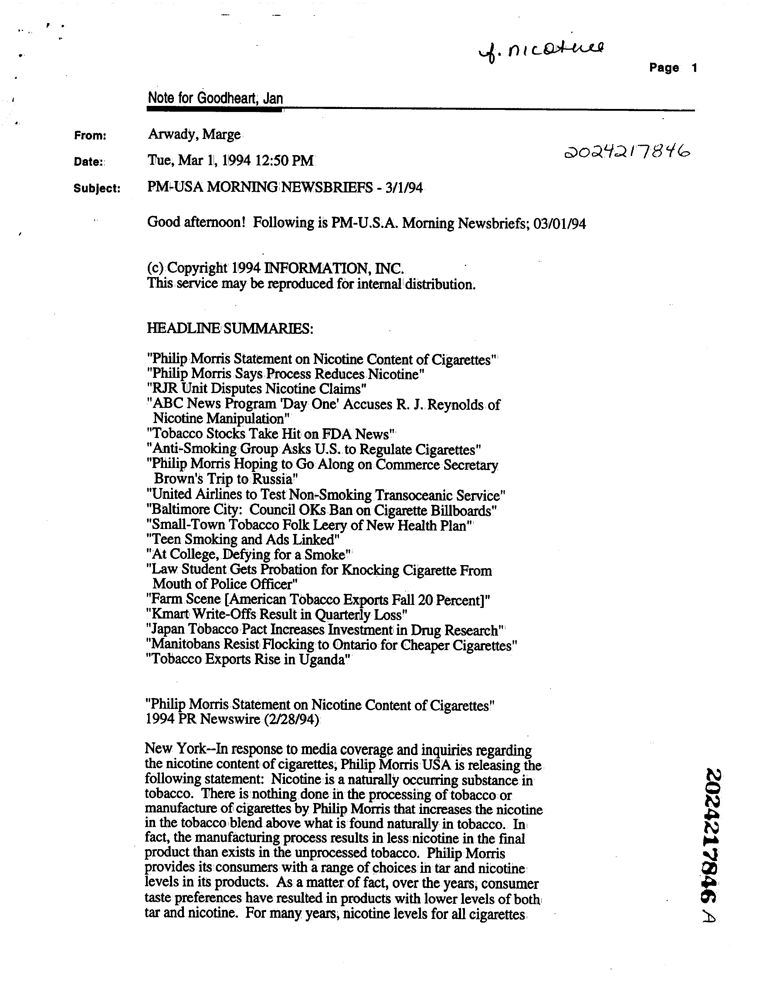 f. nicotine
Page 1
Note for Goodheart, Jan
From: Arwady, Marge
2024217846
Date: Tue, Mar 1, 1994 12:50 PM
Subject: PM-USA MORNING NEWSBRIEFS - 3/1/94
Good afternoon! Following is PM-U.S.A. Morning Newsbriefs; 03/01/94
(c) Copyright 1994 INFORMATION, INC.
This service may be reproduced for internal distribution.
HEADLINE SUMMARIES:
"Philip Morris Statement on Nicotine Content of Cigarettes"
"Philip Morris Says Process Reduces Nicotine"
"RJR Unit Disputes Nicotine Claims"
"ABC News Program 'Day One' Accuses R. J. Reynolds of
Nicotine Manipulation"
"Tobacco Stocks Take Hit on FDA News"
"Anti-Smoking Group Asks U.S. to Regulate Cigarettes"
"Philip Morris Hoping to Go Along on Commerce Secretary
Brown's Trip to Russia"
"United Airlines to Test Non-Smoking Transoceanic Service"
"Baltimore City: Council OKs Ban on Cigarette Billboards"
"Small-Town Tobacco Folk Leery of New Health Plan"
"Teen Smoking and Ads Linked"
"At College, Defying for a Smoke"
"Law Student Gets Probation for Knocking Cigarette From
Mouth of Police Officer"
"Farm Scene [American Tobacco Exports Fall 20 Percent]"
"Kmart Write-Offs Result in Quarterly Loss"
"Japan Tobacco Pact Increases Investment in Drug Research"
"Manitobans Resist Flocking to Ontario for Cheaper Cigarettes"
"Tobacco Exports Rise in Uganda"
"Philip Morris Statement on Nicotine Content of Cigarettes"
1994 PR Newswire (2/28/94)
New York--In response to media coverage and inquiries regarding
the nicotine content of cigarettes, Philip Morris USA is releasing the
following statement: Nicotine is a naturally occurring substance in
tobacco. There is nothing done in the processing of tobacco or
manufacture of cigarettes by Philip Morris that increases the nicotine
in the tobacco blend above what is found naturally in tobacco. In
fact, the manufacturing process results in less nicotine in the final
product than exists in the unprocessed tobacco. Philip Morris
provides its consumers with a range of choices in tar and nicotine
levels in its products. As a matter of fact, over the years, consumer
taste preferences have resulted in products with lower levels of both
tar and nicotine. For many years, nicotine levels for all cigarettes
2024217846 A